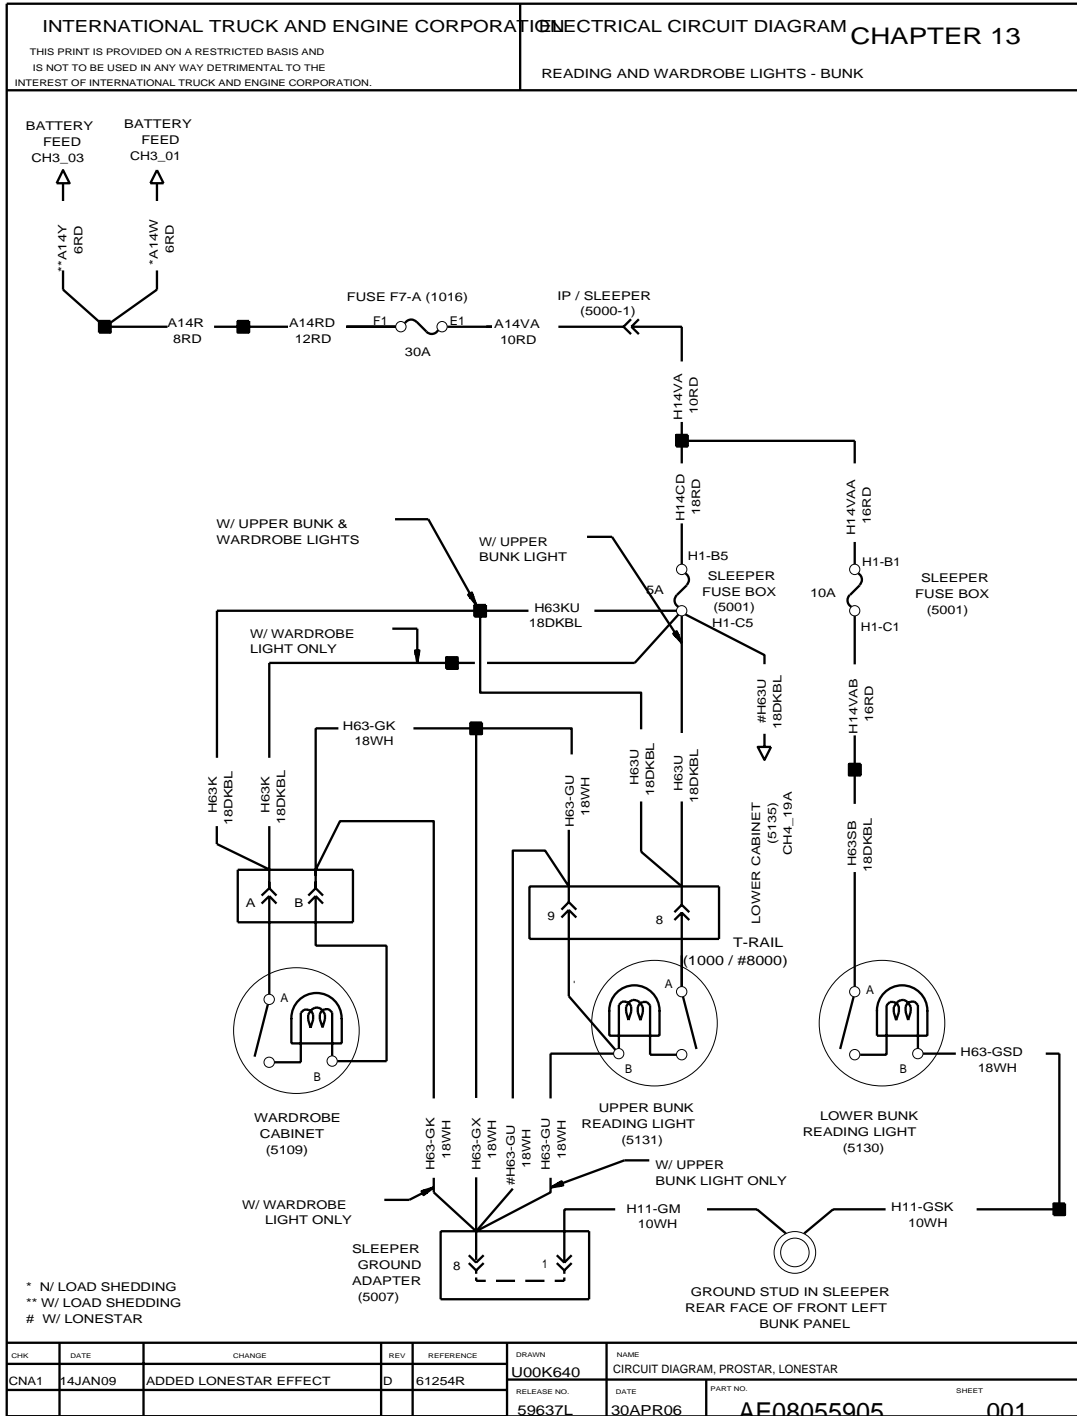 INTERNATIONAL TRUCK AND ENGINE CORPORATION
THIS PRINT IS PROVIDED ON A RESTRICTED BASIS AND
IS NOT TO BE USED IN ANY WAY DETRIMENTAL TO THE
INTEREST OF INTERNATIONAL TRUCK AND ENGINE CORPORATION.
ELECTRICAL CIRCUIT DIAGRAM
CHAPTER 13
READING AND WARDROBE LIGHTS - BUNK
BATTERY
FEED
CH3_03
BATTERY
FEED
CH3_01
**A14Y
6RD
*A14W
6RD
A14R
8RD
A14RD
12RD
FUSE F7-A (1016)
F1
E1
30A
A14VA
10RD
IP / SLEEPER
(5000-1)
H14VA
10RD
H14CD
18RD
H14VAA
16RD
W/ UPPER BUNK &
WARDROBE LIGHTS
W/ UPPER
BUNK LIGHT
H1-B5
5A
SLEEPER
FUSE BOX
(5001)
H1-C5
H1-B1
10A
SLEEPER
FUSE BOX
(5001)
H1-C1
H63KU
18DKBL
W/ WARDROBE
LIGHT ONLY
#H63U
18DKBL
H14VAB
16RD
H63-GK
18WH
H63K
18DKBL
H63K
18DKBL
H63-GU
18WH
H63U
18DKBL
H63U
18DKBL
LOWER CABINET
(5135)
CH4_19A
H63SB
18DKBL
A
B
9
8
T-RAIL
(1000 / #8000)
A
B
A
B
A
B
WARDROBE
CABINET
(5109)
UPPER BUNK
READING LIGHT
(5131)
LOWER BUNK
READING LIGHT
(5130)
H63-GSD
18WH
H63-GK
18WH
H63-GX
18WH
#H63-GU
18WH
H63-GU
18WH
W/ UPPER
BUNK LIGHT ONLY
W/ WARDROBE
LIGHT ONLY
H11-GM
10WH
H11-GSK
10WH
SLEEPER
GROUND
ADAPTER
(5007)
8
1
GROUND STUD IN SLEEPER
REAR FACE OF FRONT LEFT
BUNK PANEL
* N/ LOAD SHEDDING
** W/ LOAD SHEDDING
# W/ LONESTAR
CHK
DATE
CHANGE
REV
REFERENCE
CNA1
14JAN09
ADDED LONESTAR EFFECT
D
61254R
DRAWN
U00K640
NAME
CIRCUIT DIAGRAM, PROSTAR, LONESTAR
RELEASE NO.
59637L
DATE
30APR06
PART NO.
AE08055905
SHEET
001